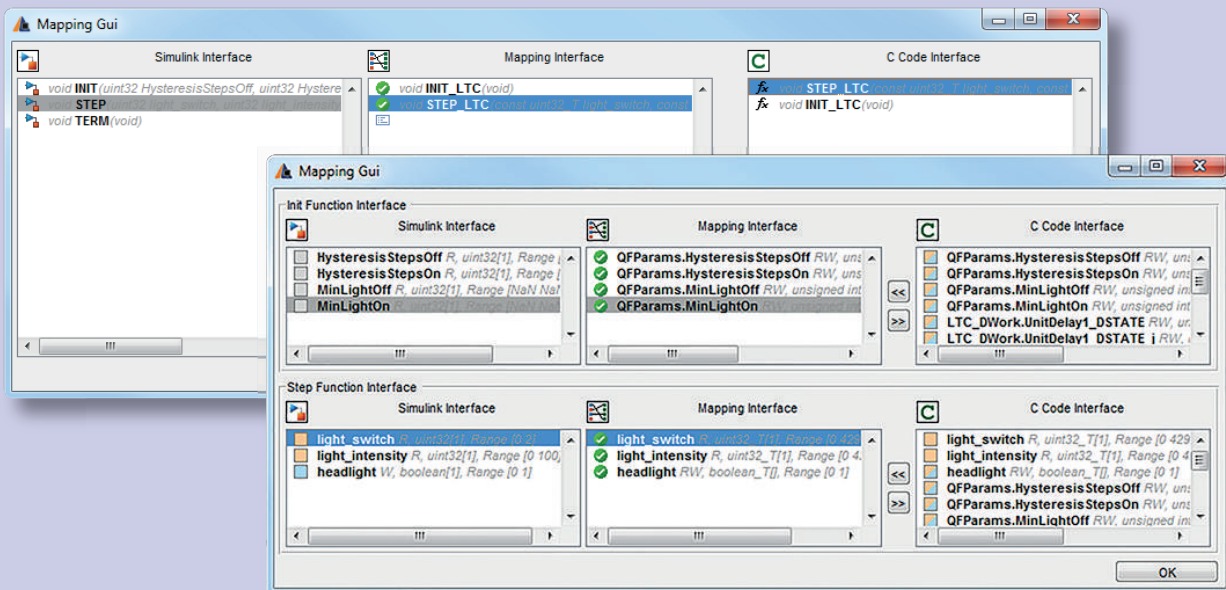 Mapping Gui
Simulink Interface
Mapping Interface
C Code Interface
void INIT(uint32 HysteresisStepsOff, uint32 Hystere
void STEP(uint32 light_switch, uint32 light_intensity
void TERM(void)
void INIT_LTC(void)
void STEP_LTC(const uint32_T light_switch, const
fx void STEP_LTC(const uint32_T light_switch, const
fx void INIT_LTC(void)
Mapping Gui
Init Function Interface
Simulink Interface
Mapping Interface
C Code Interface
HysteresisStepsOff R, uint32[1], Range [
HysteresisStepsOn R, uint32[1], Range [
MinLightOff R, uint32[1], Range [NaN NaN
MinLightOn R, uint32[1], Range [NaN NaN
QFParams.HysteresisStepsOff RW, uns
QFParams.HysteresisStepsOn RW, uns
QFParams.MinLightOff RW, unsigned int
QFParams.MinLightOn RW, unsigned int
<<
>>
QFParams.HysteresisStepsOff RW, uns
QFParams.HysteresisStepsOn RW, uns
QFParams.MinLightOff RW, unsigned int
QFParams.MinLightOn RW, unsigned int
LTC_DWork.UnitDelay1_DSTATE RW, un
LTC_DWork.UnitDelay1_DSTATE_j RW,
Step Function Interface
Simulink Interface
Mapping Interface
C Code Interface
light_switch R, uint32[1], Range [0 2]
light_intensity R, uint32[1], Range [0 100]
headlight W, boolean[1], Range [0 1]
light_switch R, uint32_T[1], Range [0 429
light_intensity R, uint32_T[1], Range [0 4
headlight RW, boolean_T[], Range [0 1]
<<
>>
light_switch R, uint32_T[1], Range [0 429
light_intensity R, uint32_T[1], Range [0 4
headlight RW, boolean_T[], Range [0 1]
QFParams.HysteresisStepsOff RW, uns
QFParams.HysteresisStepsOn RW, uns
QFParams.MinLightOff RW, unsigned int
OK